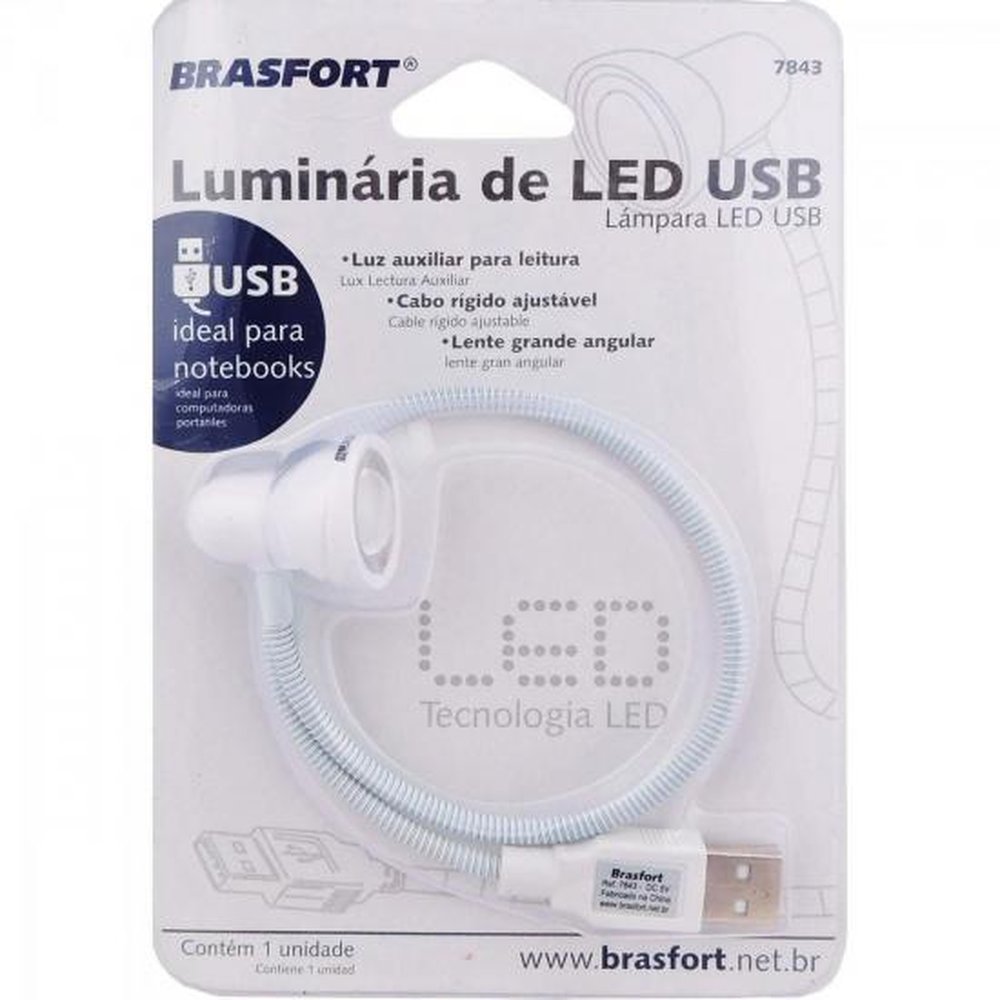 BRASFORT®
7843
Luminária de LED USB
Lámpara LED USB
USB
ideal para
notebooks
ideal para
computadoras
portatiles
•Luz auxiliar para leitura
Lux Lectura Auxiliar
•Cabo rígido ajustável
Cable rígido ajustable
•Lente grande angular
lente gran angular
LED
Tecnologia LED
Brasfort
Ref. 7843 - DC 5V
Fabricado na China
www.brasfort.net.br
Contém 1 unidade
Contiene 1 unidad
www.brasfort.net.br